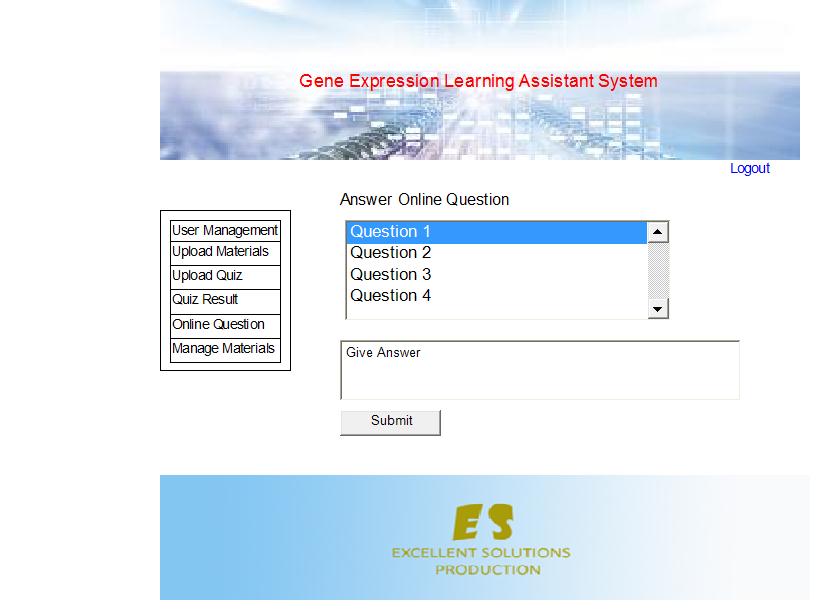 Gene Expression Learning Assistant System
Logout
Answer Online Question
User Management
Upload Materials
Upload Quiz
Quiz Result
Online Question
Manage Materials
Question 1
Question 2
Question 3
Question 4
Give Answer
Submit
ES
EXCELLENT SOLUTIONS
PRODUCTION